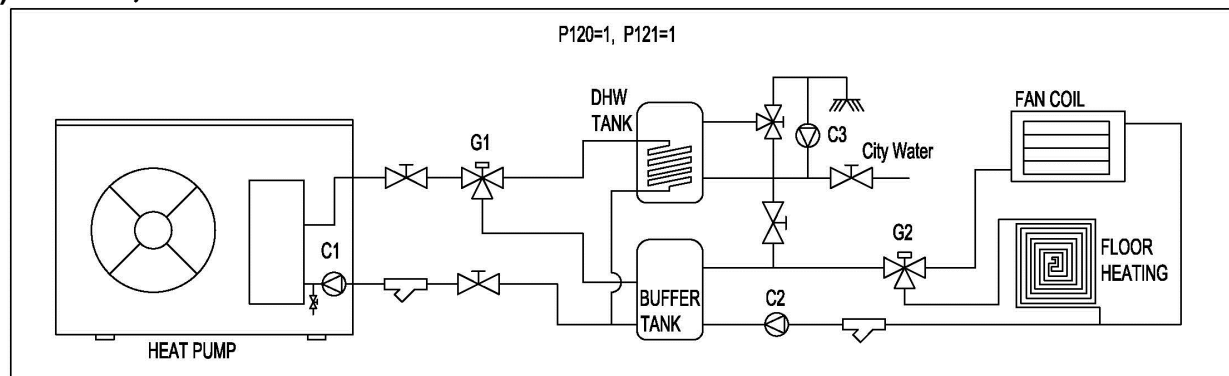 P120=1, P121=1
DHW
TANK
FAN COIL
G1
C3
City Water
C1
G2
FLOOR
HEATING
BUFFER
TANK
C2
HEAT PUMP